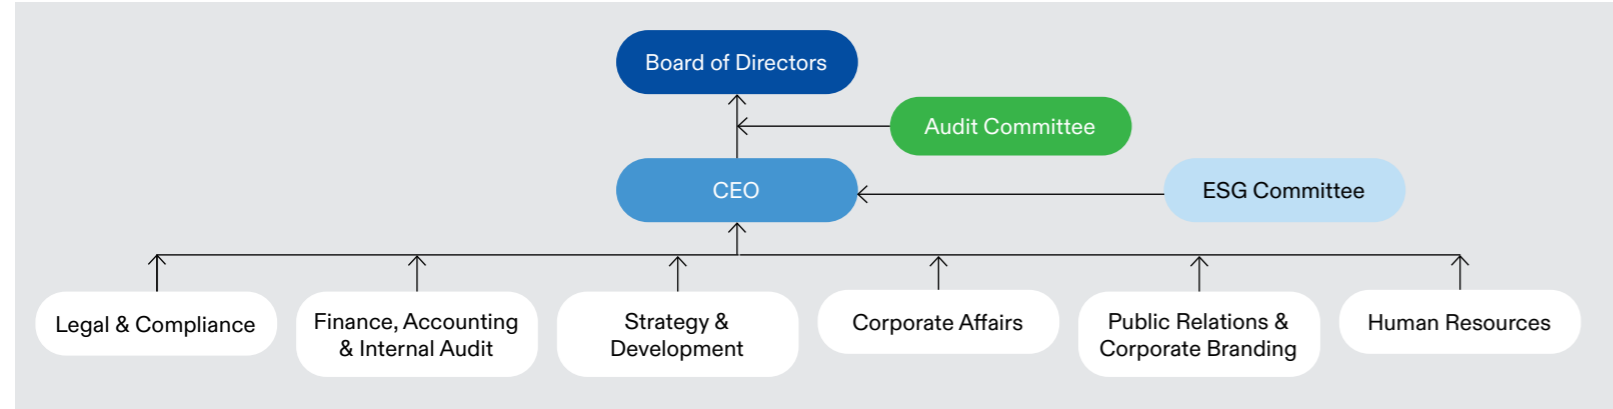 Board of Directors
Audit Committee
CEO
ESG Committee
Legal & Compliance
Finance, Accounting
& Internal Audit
Strategy &
Development
Corporate Affairs
Public Relations &
Corporate Branding
Human Resources